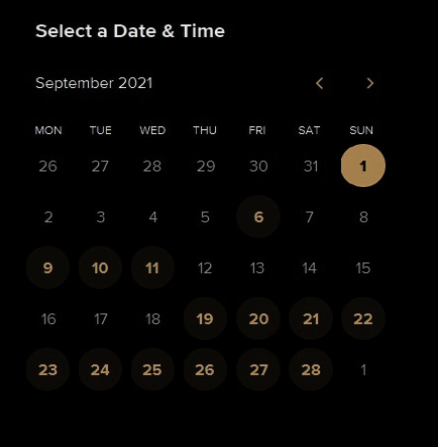 Select a Date & Time
September 2021
MON TUE WED THU FRI SAT SUN
26 27 28 29 30 31 1
2 3 4 5 6 7 8
9 10 11 12 13 14 15
16 17 18 19 20 21 22
23 24 25 26 27 28 1